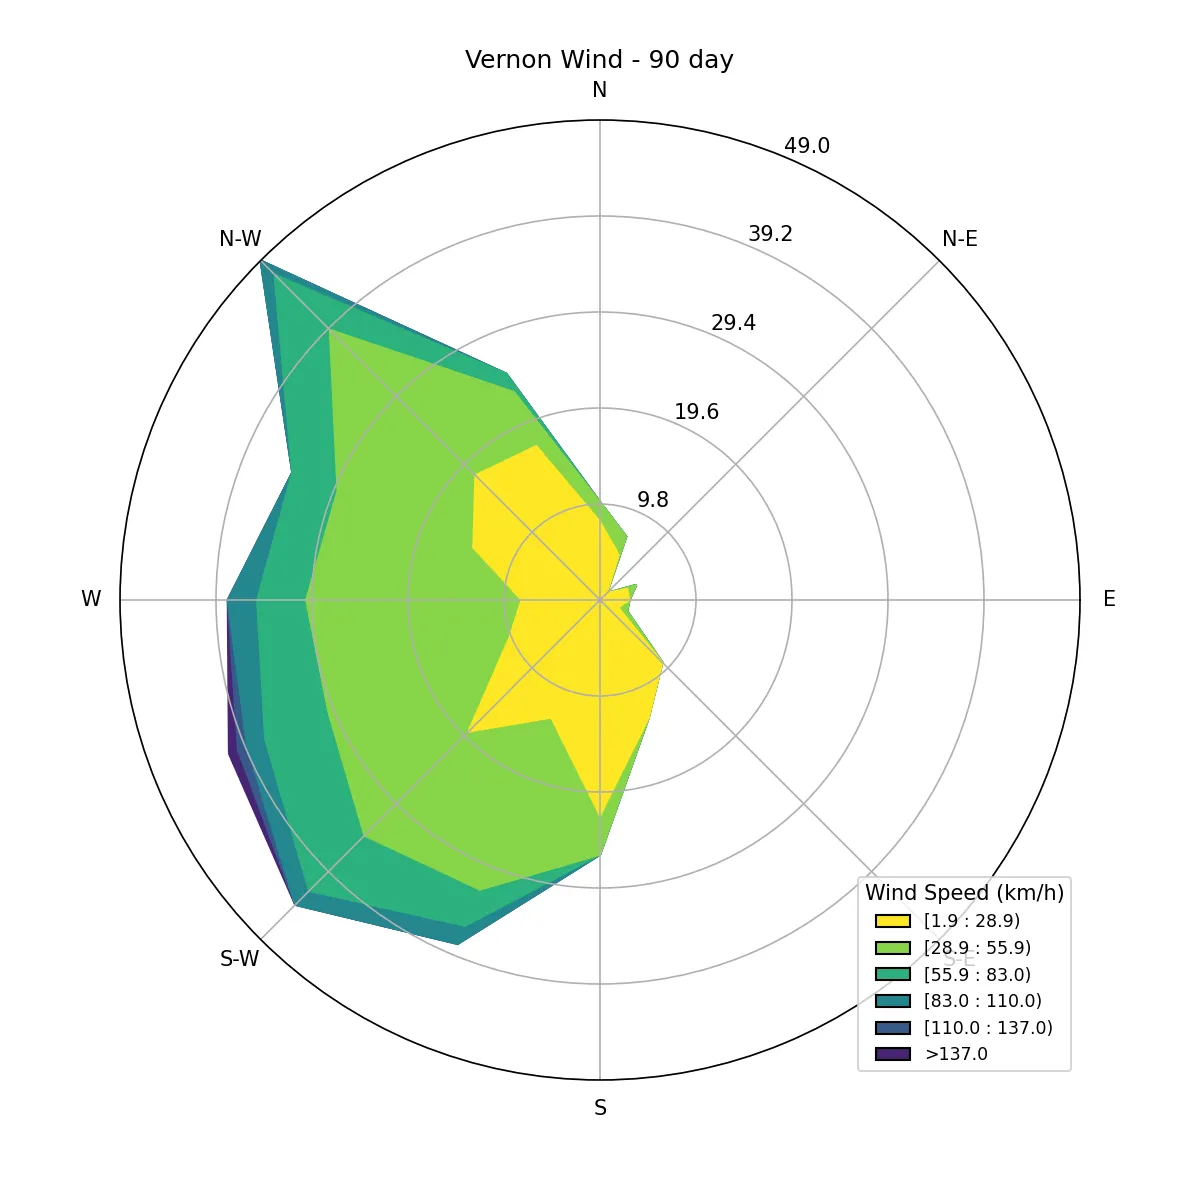 Vernon Wind - 90 day
N
49.0
39.2
N-W
N-E
29.4
19.6
9.8
W
E
Wind Speed (km/h)
[1.9 : 28.9)
[28.9 : 55.9)
S-W
S-E
[55.9 : 83.0)
[83.0 : 110.0)
[110.0 : 137.0)
>137.0
S